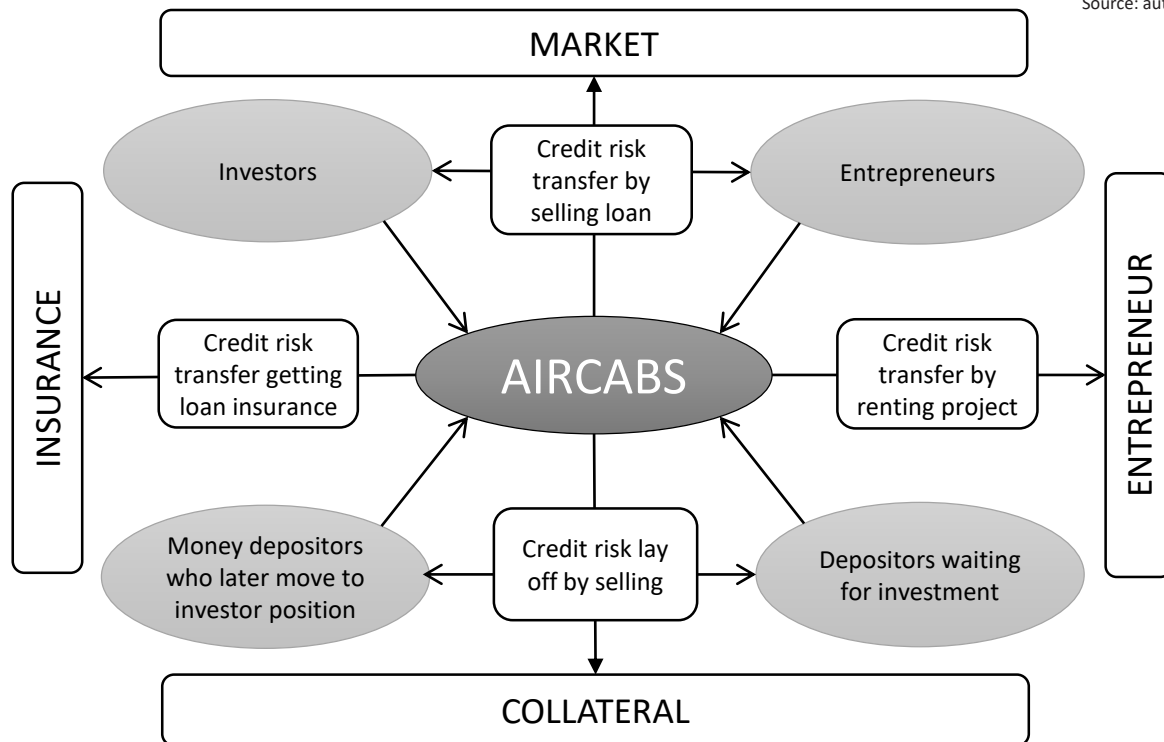 Source:
MARKET
Credit risk
transfer by
selling loan
Investors
Entrepreneurs
INSURANCE
ENTREPRENEUR
Credit risk
transfer getting
loan insurance
AIRCABS
Credit risk
transfer by
renting project
Money depositors
who later move to
investor position
Credit risk lay
off by selling
Depositors waiting
for investment
COLLATERAL